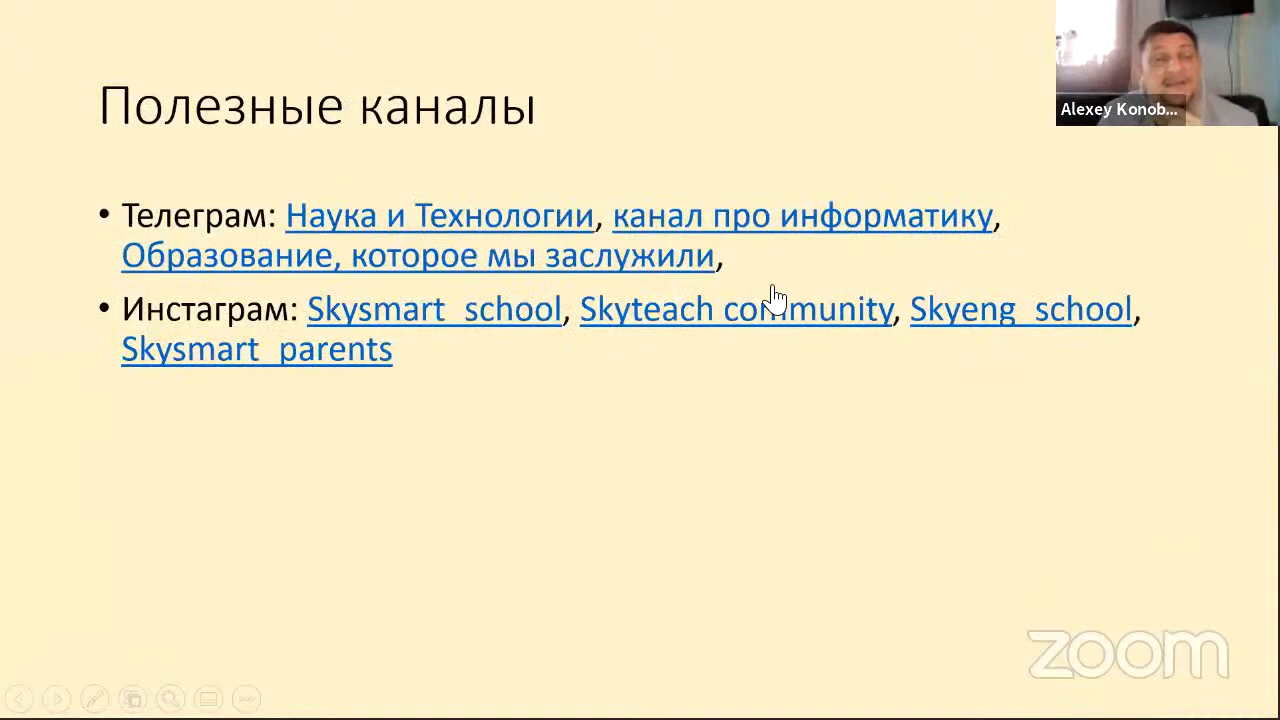 Полезные каналы
Alexey Konob...
• Телеграм: Наука и Технологии, канал про информатику,
Образование, которое мы заслужили,
• Инстаграм: Skysmart_school, Skyteach community, Skyeng_school,
Skysmart_parents
zoom